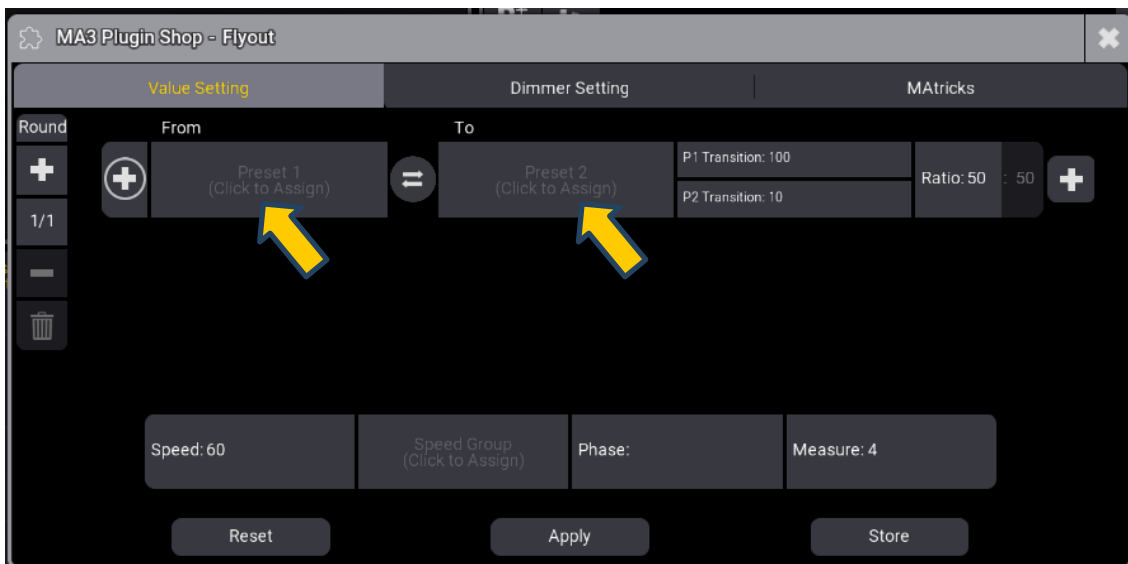 MA3 Plugin Shop - Flyout
Value Setting
Dimmer Setting
MAtricks
Round
From
To
Preset 1
(Click to Assign)
Preset 2
(Click to Assign)
P1 Transition: 100
P2 Transition: 10
Ratio: 50 : 50
1/1
Speed: 60
Speed Group
(Click to Assign)
Phase:
Measure: 4
Reset
Apply
Store